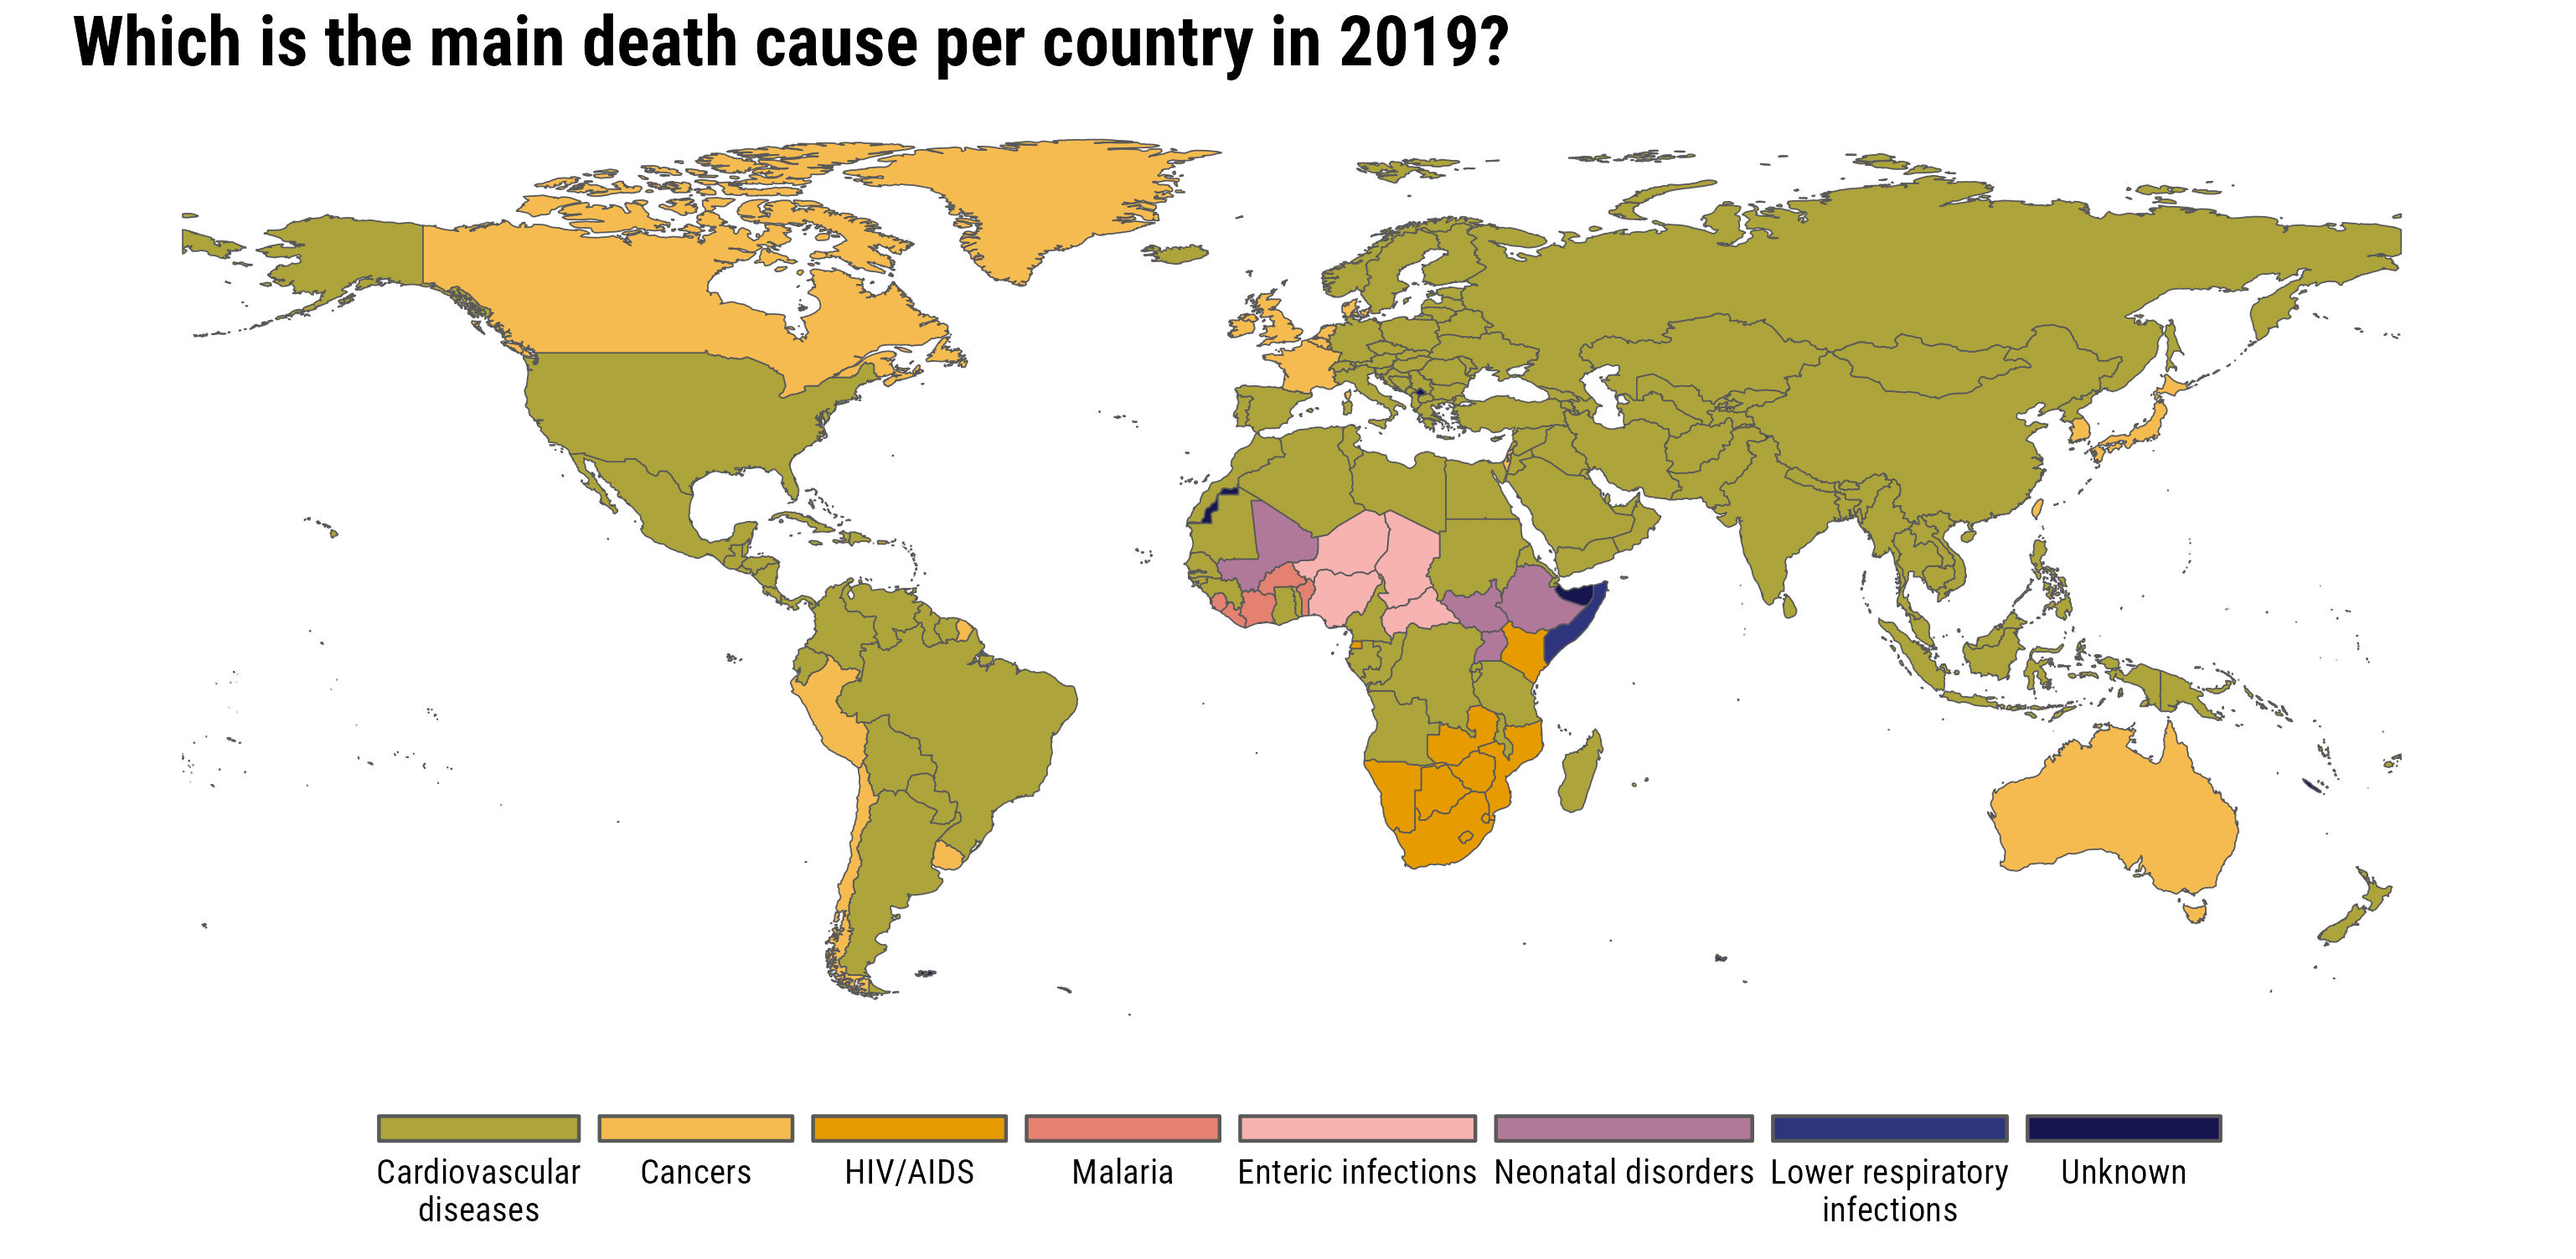 Which is the main death cause per country in 2019?
Cardiovascular
diseases
Cancers
HIV/AIDS
Malaria
Enteric infections
Neonatal disorders
Lower respiratory
infections
Unknown